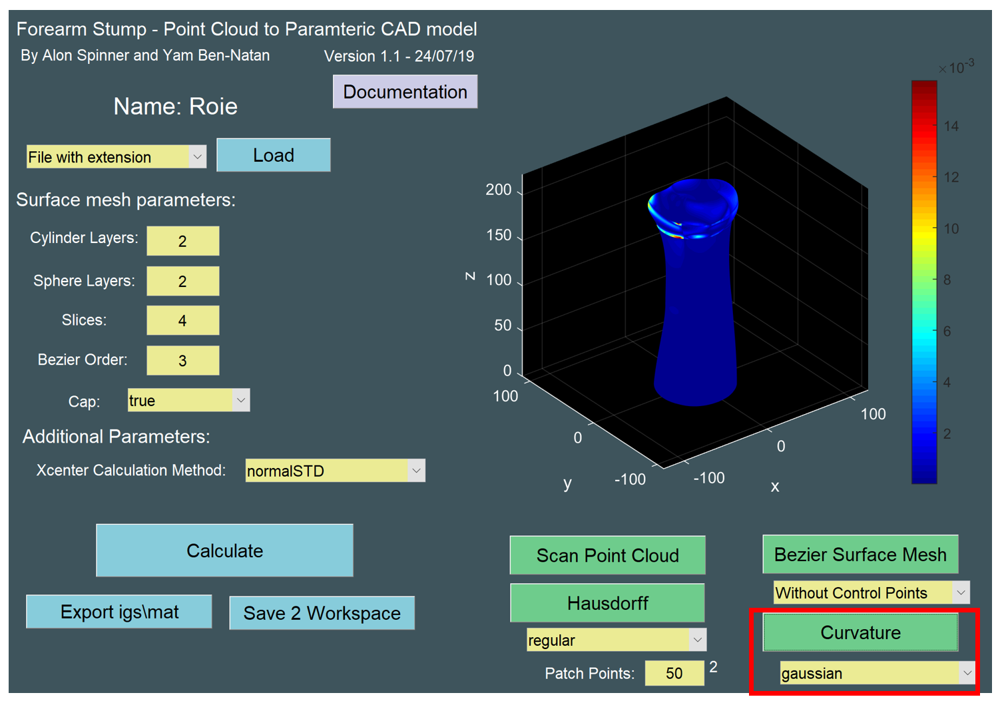 Forearm Stump - Point Cloud to Paramteric CAD model
By Alon Spinner and Yam Ben-Natan
Version 1.1 - 24/07/19
Documentation
Name: Roie
File with extension
Load
Surface mesh parameters:
Cylinder Layers: 2
Sphere Layers: 2
Slices: 4
Bezier Order: 3
Cap: true
Additional Parameters:
Xcenter Calculation Method: normalSTD
Calculate
Export igs\mat
Save 2 Workspace
200
150
100
50
0
z
100
0
-100
y
-100
0
100
x
×10-3
14
12
10
8
6
4
2
Scan Point Cloud
Bezier Surface Mesh
Without Control Points
Hausdorff
regular
Curvature
gaussian
Patch Points: 50 2